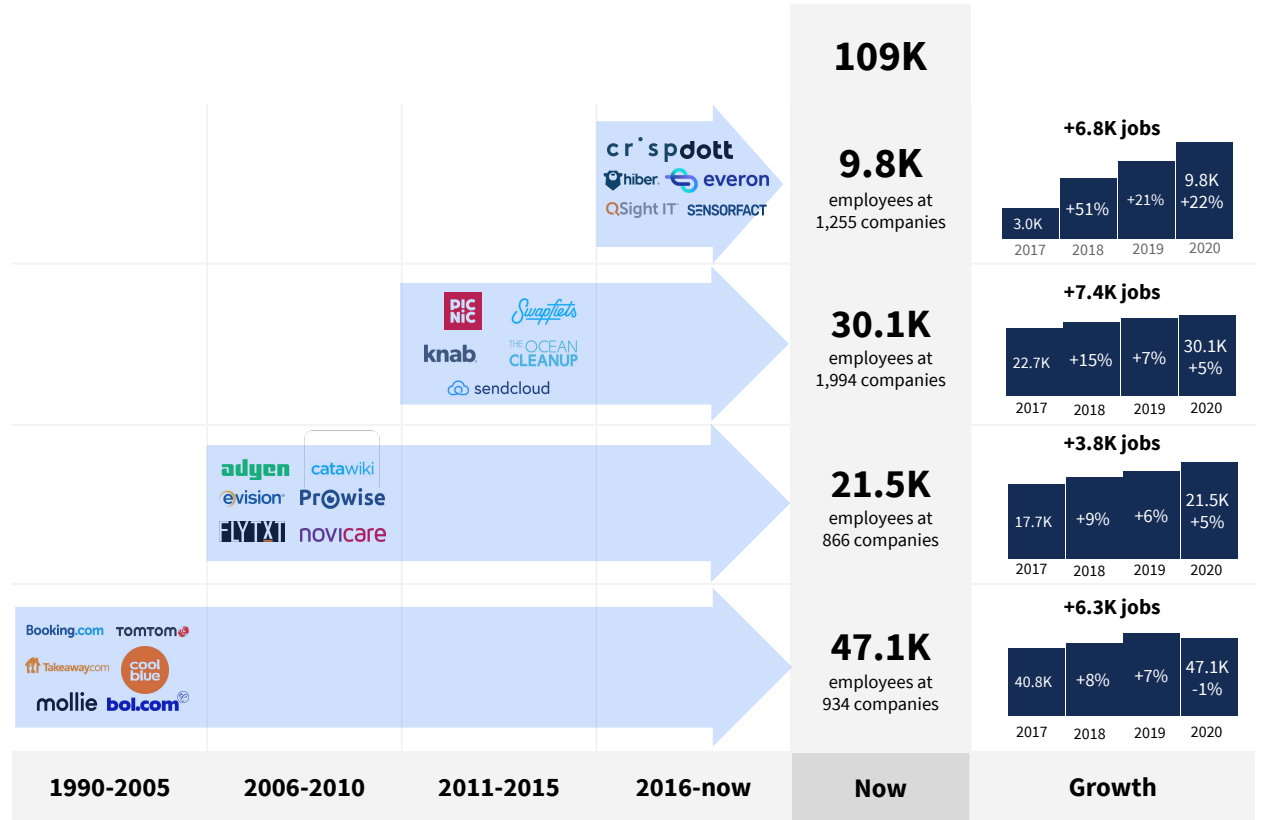 109K
crisp dott
hiber. everon
QSight IT SENSORFACT
9.8K
employees at
1,255 companies
+6.8K jobs
3.0K +51% +21% 9.8K
+22%
2017 2018 2019 2020
PIC
NiC
Swapfiets
knab.
THE OCEAN
CLEANUP
sendcloud
30.1K
employees at
1,994 companies
+7.4K jobs
22.7K +15% +7% 30.1K
+5%
2017 2018 2019 2020
adyen catawiki
evision Prowise
FLYTXT novicare
21.5K
employees at
866 companies
+3.8K jobs
17.7K +9% +6% 21.5K
+5%
2017 2018 2019 2020
Booking.com TOMTOM
Takeaway.com
cool
blue
mollie bol.com
47.1K
employees at
934 companies
+6.3K jobs
40.8K +8% +7% 47.1K
-1%
2017 2018 2019 2020
1990-2005 2006-2010 2011-2015 2016-now Now Growth